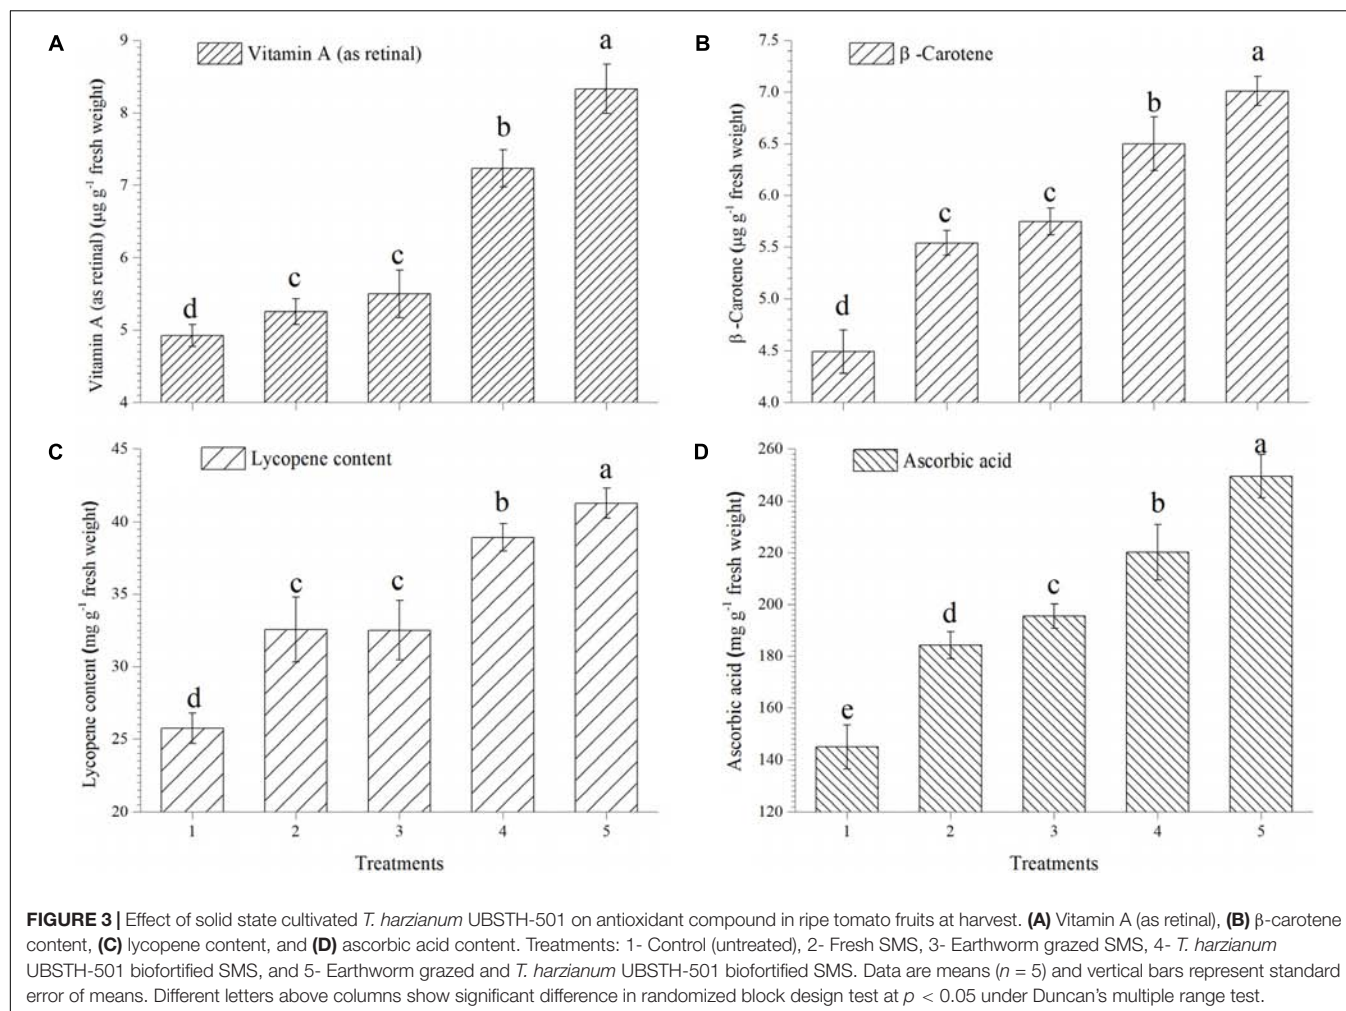 A
Vitamin A (as retinal)
Vitamin A (as retinal) (µg g⁻¹ fresh weight)
9
8
7
6
5
4
d
c
c
b
a
B
β -Carotene
β -Carotene (µg g⁻¹ fresh weight)
7.5
7.0
6.5
6.0
5.5
5.0
4.5
4.0
d
c
c
b
a
C
Lycopene content
Lycopene content (mg g⁻¹ fresh weight)
45
40
35
30
25
20
d
c
c
b
a
1 2 3 4 5
Treatments
D
Ascorbic acid
Ascorbic acid (mg g⁻¹ fresh weight)
260
240
220
200
180
160
140
120
e
d
c
b
a
1 2 3 4 5
Treatments
FIGURE 3 | Effect of solid state cultivated T. harzianum UBSTH-501 on antioxidant compound in ripe tomato fruits at harvest. (A) Vitamin A (as retinal), (B) β-carotene
content, (C) lycopene content, and (D) ascorbic acid content. Treatments: 1- Control (untreated), 2- Fresh SMS, 3- Earthworm grazed SMS, 4- T. harzianum
UBSTH-501 biofortified SMS, and 5- Earthworm grazed and T. harzianum UBSTH-501 biofortified SMS. Data are means (n = 5) and vertical bars represent standard
error of means. Different letters above columns show significant difference in randomized block design test at p < 0.05 under Duncan's multiple range test.